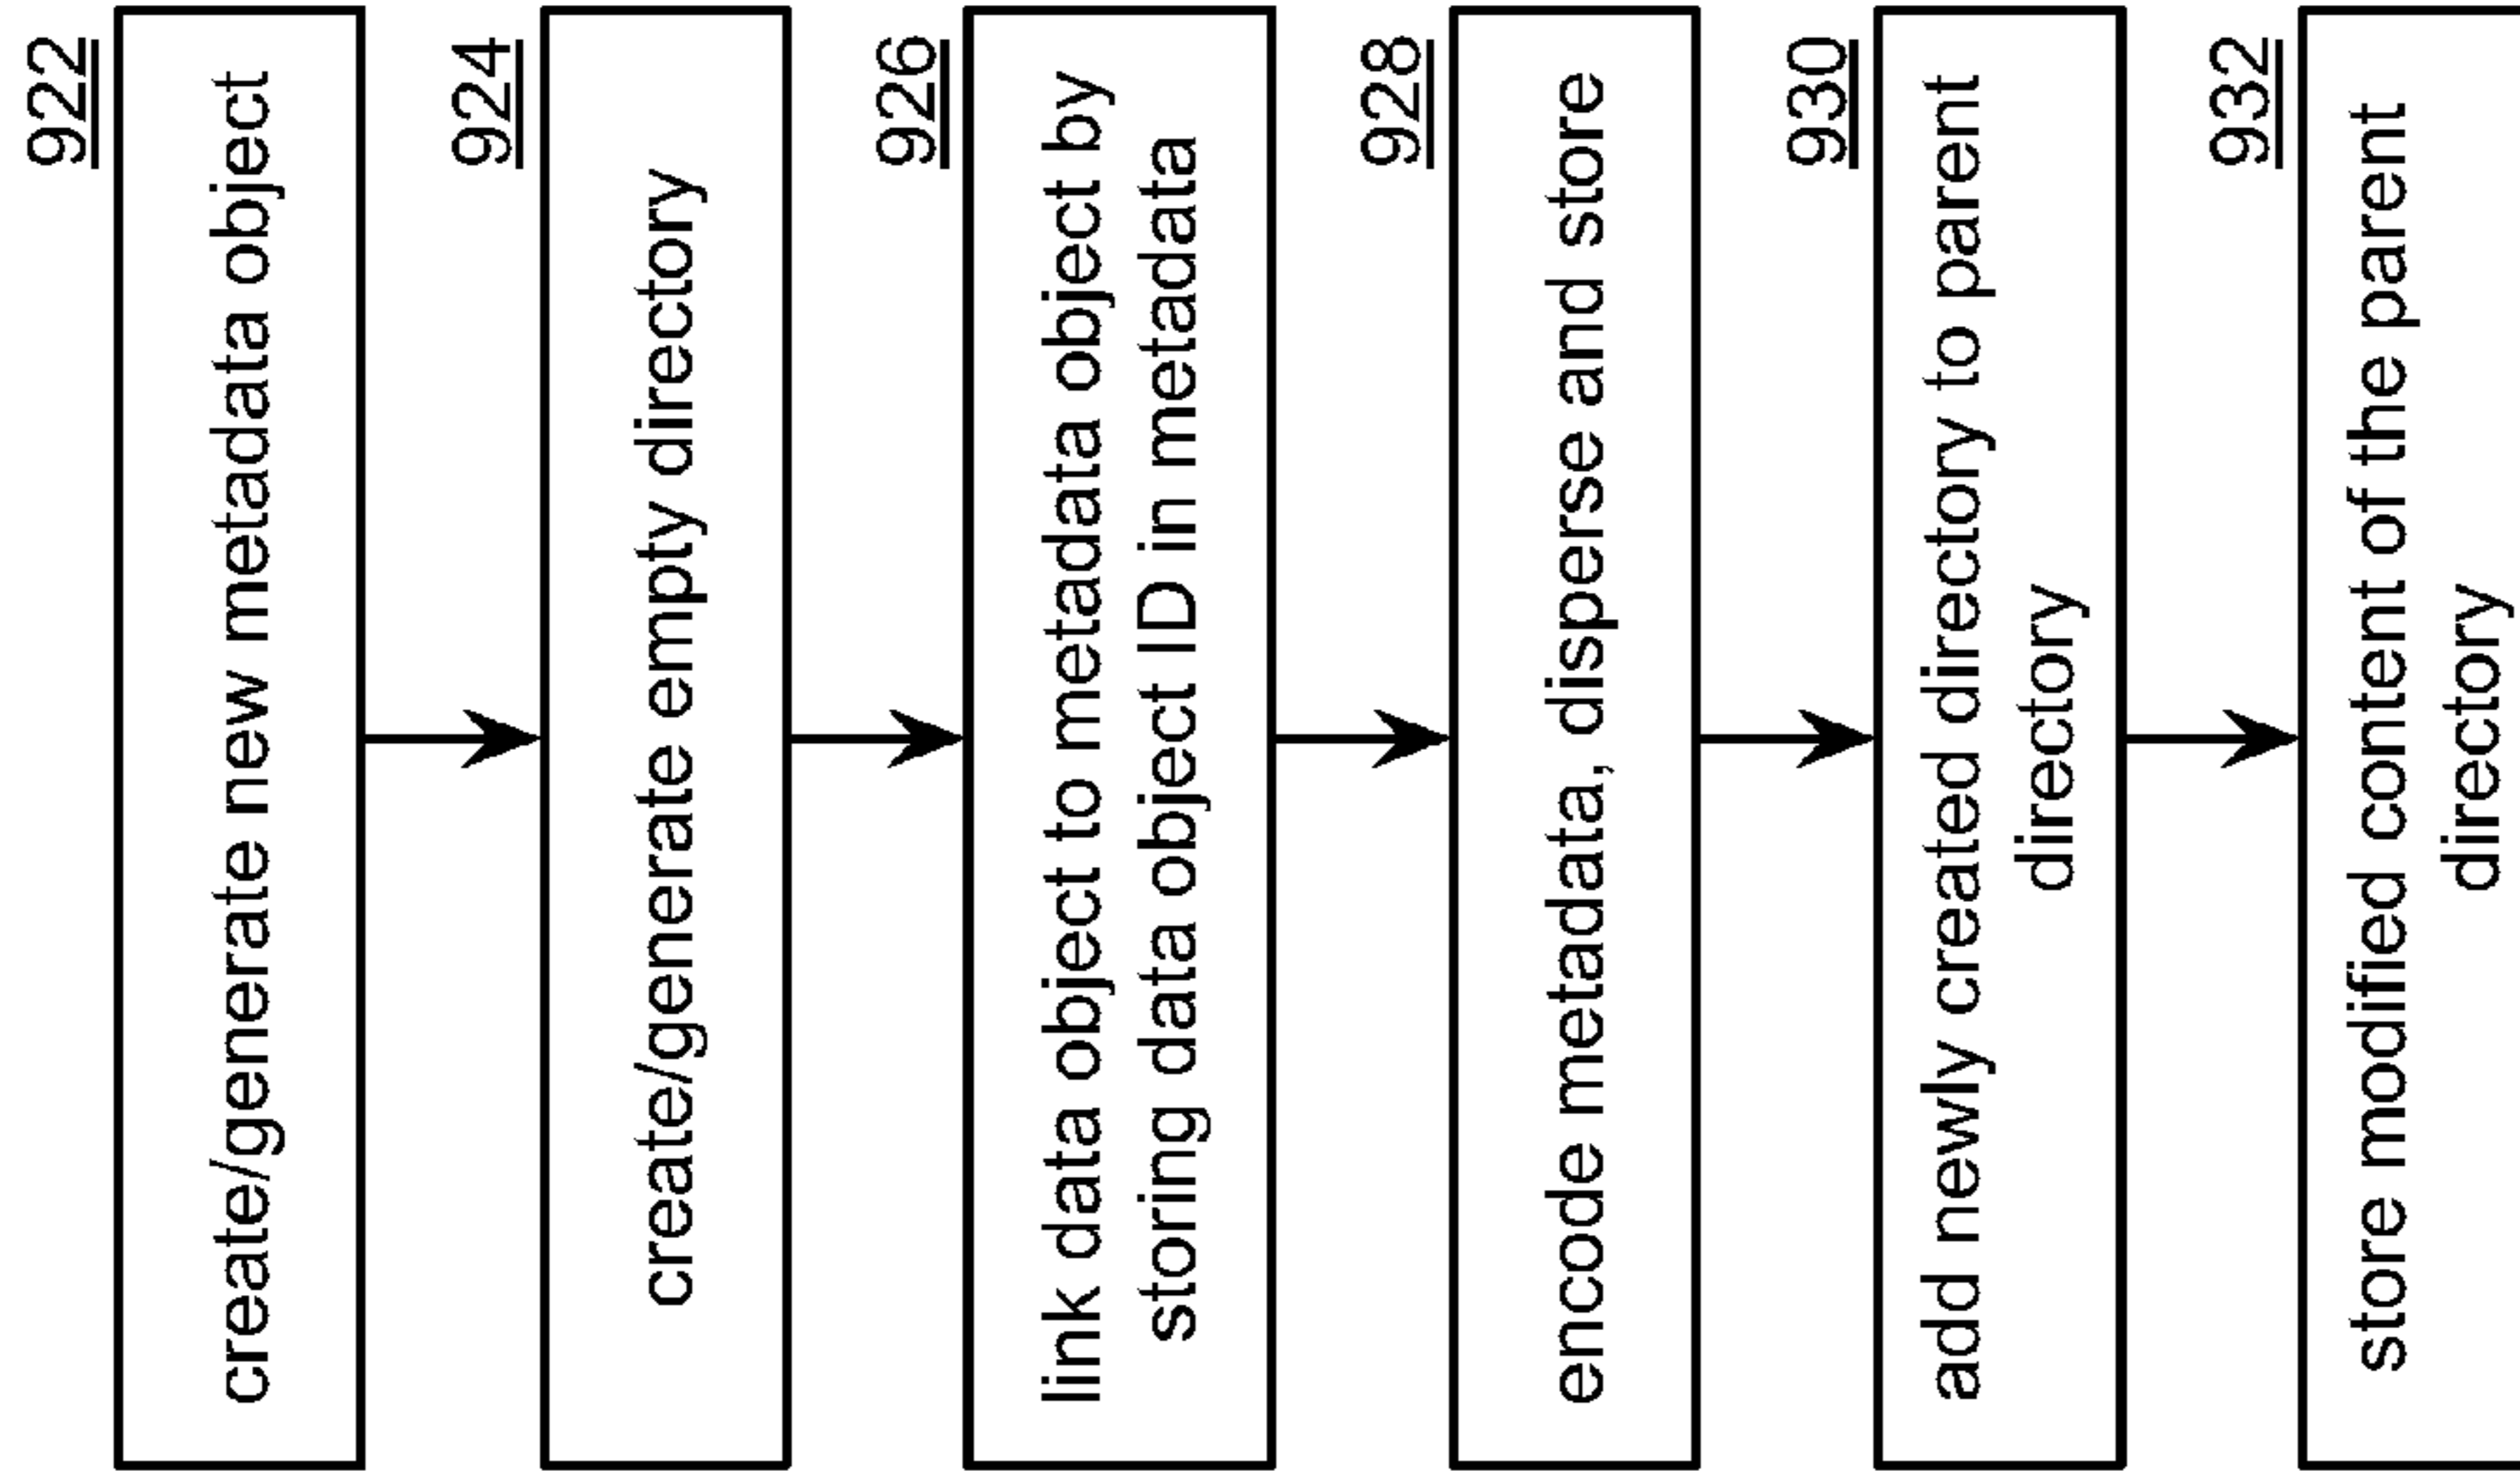 922
create/generate new metadata object
924
create/generate empty directory
926
link data object to metadata object by
storing data object ID in metadata
928
encode metadata, disperse and store
930
add newly created directory to parent
directory
932
store modified content of the parent
directory